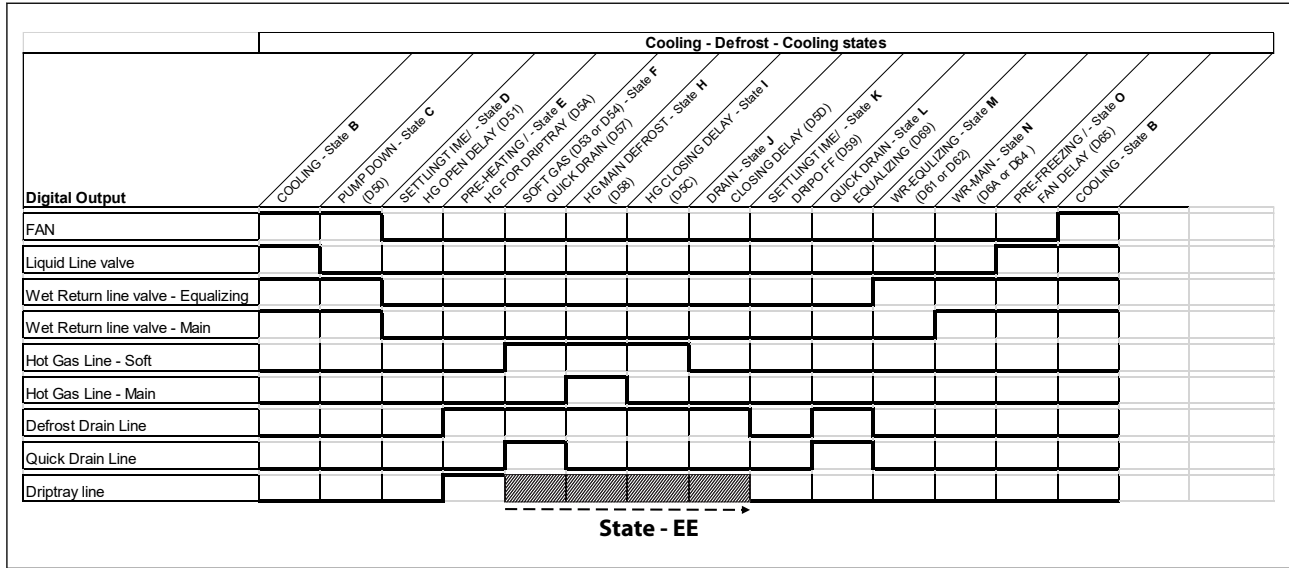 Cooling - Defrost - Cooling states
Digital Output
COOLING - State B
PUMP DOWN - State C
(D50)
SETTLINGTIME/ - State D
HG OPEN DELAY (D51)
PRE-HEATING / - State E
HG FOR DRIPTRAY (D5A)
SOFT GAS (D53 or D54) - State F
QUICK DRAIN (D57)
HG MAIN DEFROST - State H
(D58)
HG CLOSING DELAY - State I
(D5C)
DRAIN - State J
CLOSING DELAY (D5D)
SETTLINGTIME/ - State K
DRIPO FF (D59)
QUICK DRAIN - State L
EQUALIZING (D69)
WR-EQULIZING - State M
(D61 or D62)
WR-MAIN - State N
(D6A or D64 )
PRE-FREEZING / - State O
FAN DELAY (D65)
COOLING - State B
FAN
Liquid Line valve
Wet Return line valve - Equalizing
Wet Return line valve - Main
Hot Gas Line - Soft
Hot Gas Line - Main
Defrost Drain Line
Quick Drain Line
Driptray line
State - EE